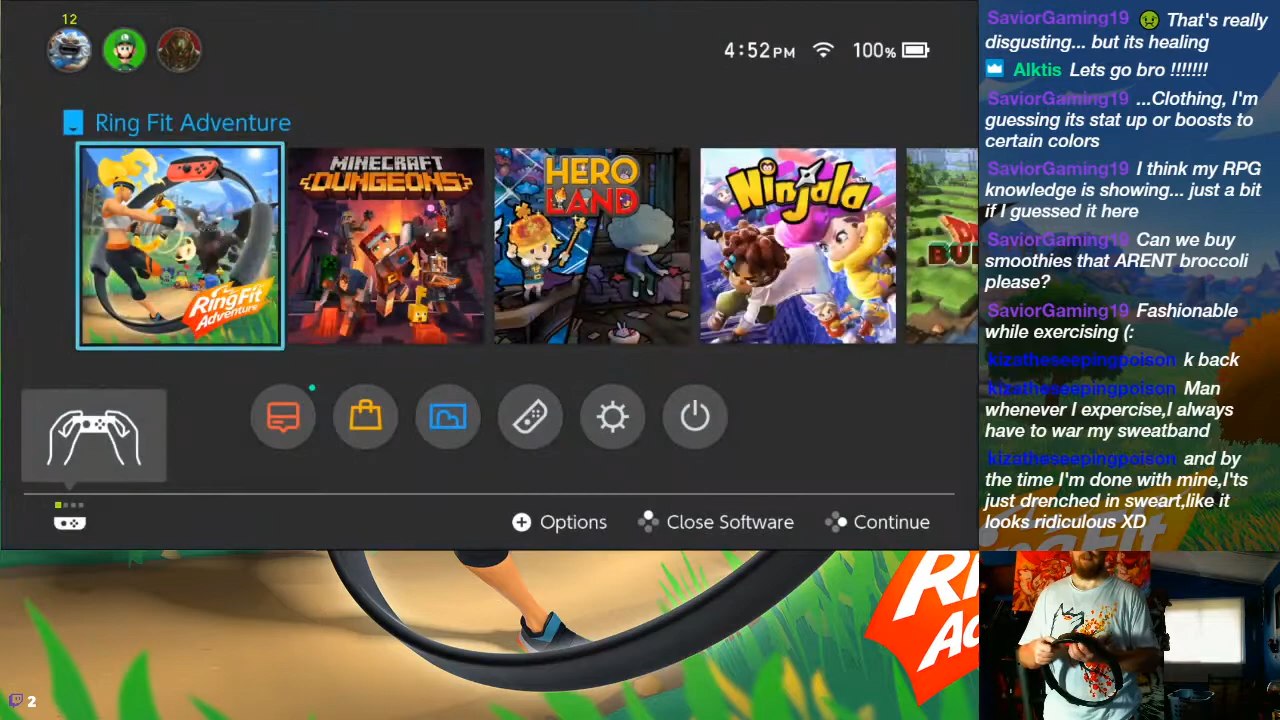 12
4:52 PM
100%
Ring Fit Adventure
RingFit
Adventure
MINECRAFT
DUNGEONS
HERO
LAND
Ninjala
Options
Close Software
Continue
2
SaviorGaming19 That's really
disgusting... but its healing
Alktis Lets go bro !!!!!!!
SaviorGaming19 ...Clothing, I'm
guessing its stat up or boosts to
certain colors
SaviorGaming19 I think my RPG
knowledge is showing... just a bit
if I guessed it here
SaviorGaming19 Can we buy
smoothies that ARENT broccoli
please?
SaviorGaming19 Fashionable
while exercising (:
kizatheseepingpoison k back
kizatheseepingpoison Man
whenever I expercise,I always
have to war my sweatband
kizatheseepingpoison and by
the time I'm done with mine,I'ts
just drenched in sweart,like it
looks ridiculous XD